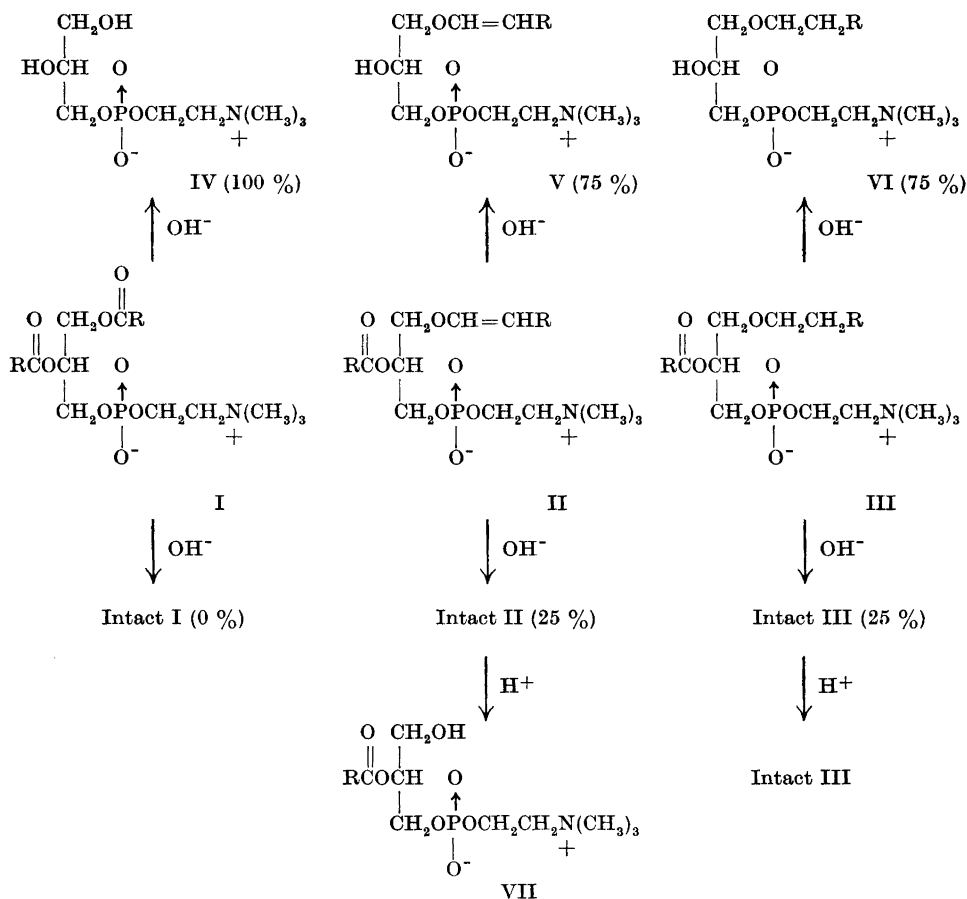 CH₂OH CH₂OCH=CHR CH₂OCH₂CH₂R
HOCH O HOCH O HOCH O
CH₂OPOCH₂CH₂N(CH₃)₃ CH₂OPOCH₂CH₂N(CH₃)₃ CH₂OPOCH₂CH₂N(CH₃)₃
+ + +
O⁻ O⁻ O⁻
IV (100 %) V (75 %) VI (75 %)
OH⁻ OH⁻ OH⁻
O
O CH₂OCR O CH₂OCH=CHR O CH₂OCH₂CH₂R
RCOCH O RCOCH O RCOCH O
CH₂OPOCH₂CH₂N(CH₃)₃ CH₂OPOCH₂CH₂N(CH₃)₃ CH₂OPOCH₂CH₂N(CH₃)₃
+ + +
O⁻ O⁻ O⁻
I II III
OH⁻ OH⁻ OH⁻
Intact I (0 %) Intact II (25 %) Intact III (25 %)
H+ H+
O CH₂OH
RCOCH O Intact III
CH₂OPOCH₂CH₂N(CH₃)₃
+
O⁻
VII